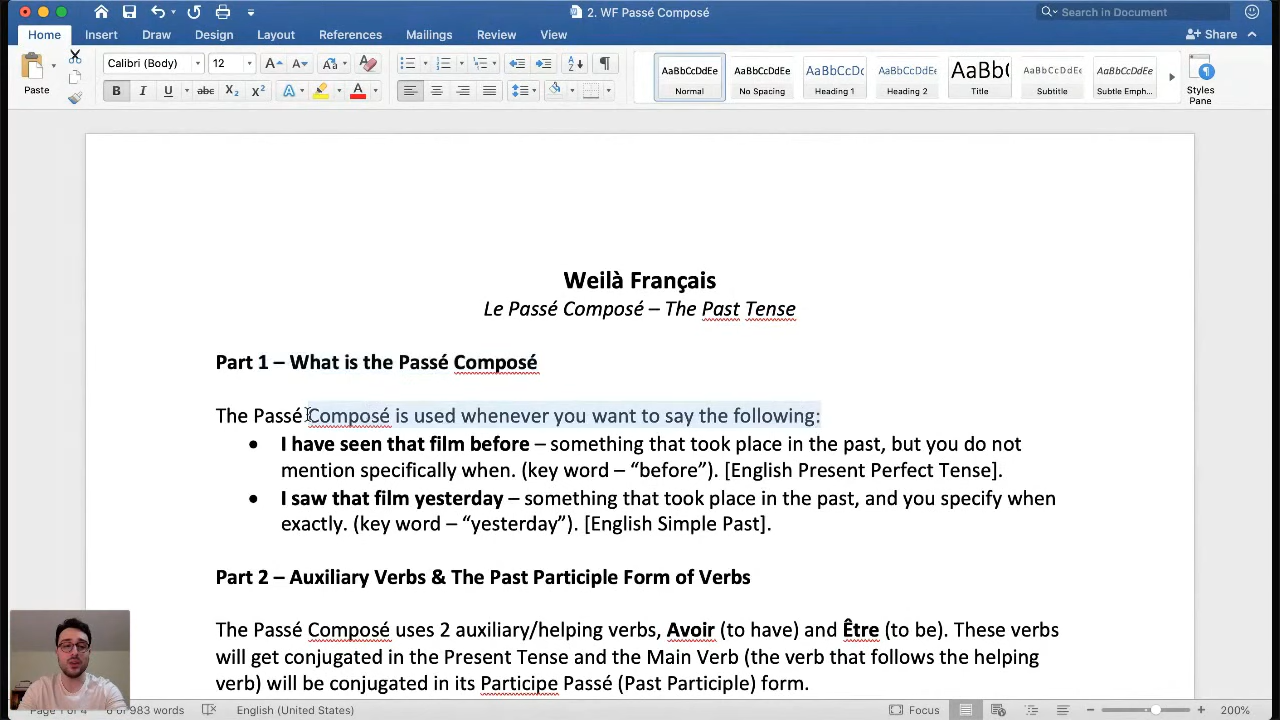 2. WF Passé Composé
Search in Document
Home Insert Draw Design Layout References Mailings Review View
Share
Paste
Calibri (Body) 12
AaBbCcDdEe AaBbCcDdEe AaBbCcDc AaBbCcDdEe AaBbC AaBbCcDdEe AaBbCcDdEe
Normal No Spacing Heading 1 Heading 2 Title Subtitle Subtle Emph...
Styles
Pane
Weilà Français
Le Passé Composé – The Past Tense
Part 1 – What is the Passé Composé
The Passé Composé is used whenever you want to say the following:
• I have seen that film before – something that took place in the past, but you do not
mention specifically when. (key word – “before”). [English Present Perfect Tense].
• I saw that film yesterday – something that took place in the past, and you specify when
exactly. (key word – “yesterday”). [English Simple Past].
Part 2 – Auxiliary Verbs & The Past Participle Form of Verbs
The Passé Composé uses 2 auxiliary/helping verbs, Avoir (to have) and Être (to be). These verbs
will get conjugated in the Present Tense and the Main Verb (the verb that follows the helping
verb) will be conjugated in its Participe Passé (Past Participle) form.
Page 1 of 4 of 983 words English (United States) Focus 200%